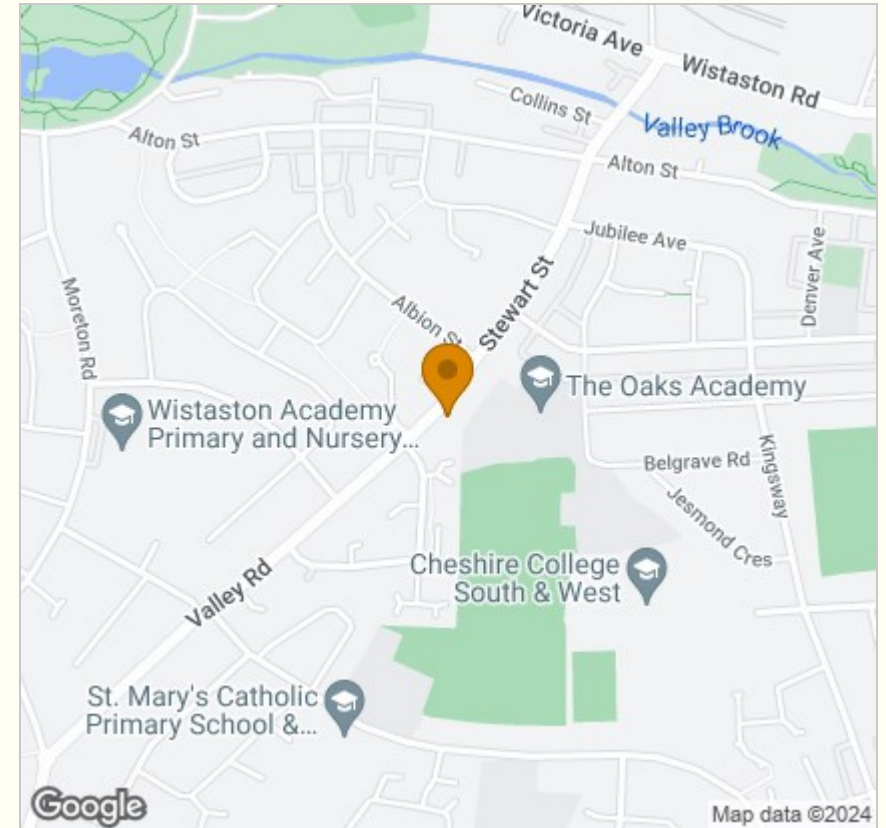 Victoria Ave
Wistaston Rd
Collins St
Valley Brook
Alton St
Alton St
Jubilee Ave
Denver Ave
Stewart St
Moreton Rd
Albion St
The Oaks Academy
Wistaston Academy
Primary and Nursery...
Belgrave Rd
Kingsway
Jesmond Cres
Cheshire College
South & West
Valley Rd
St. Mary's Catholic
Primary School &...
Google
Map data ©2024